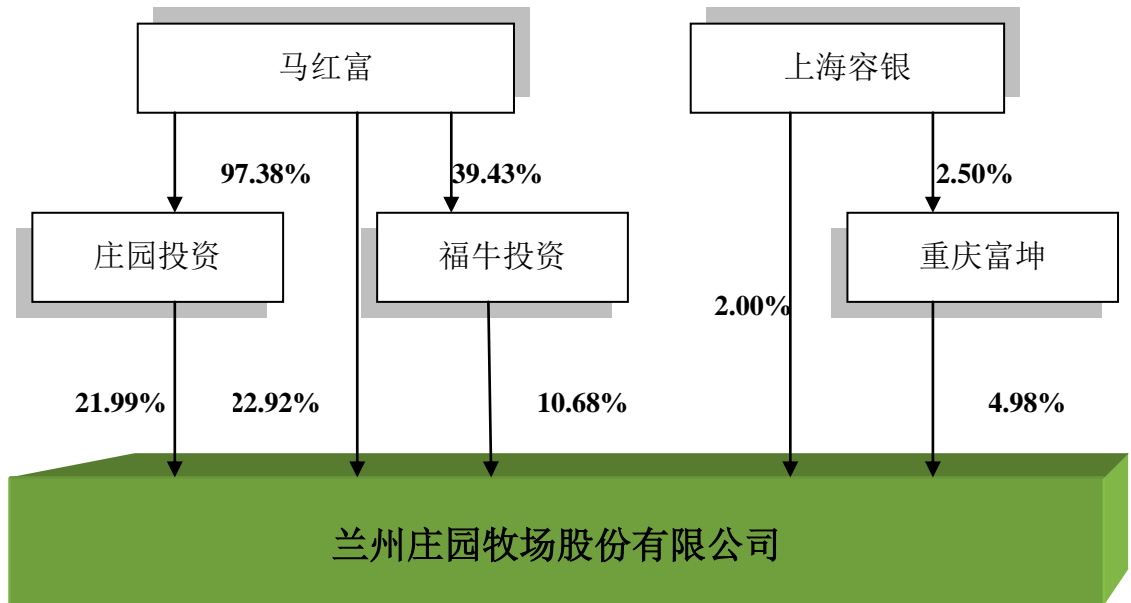 马红富
上海容银
97.38%
39.43%
2.50%
庄园投资
福牛投资
重庆富坤
2.00%
21.99%
22.92%
10.68%
4.98%
兰州庄园牧场股份有限公司